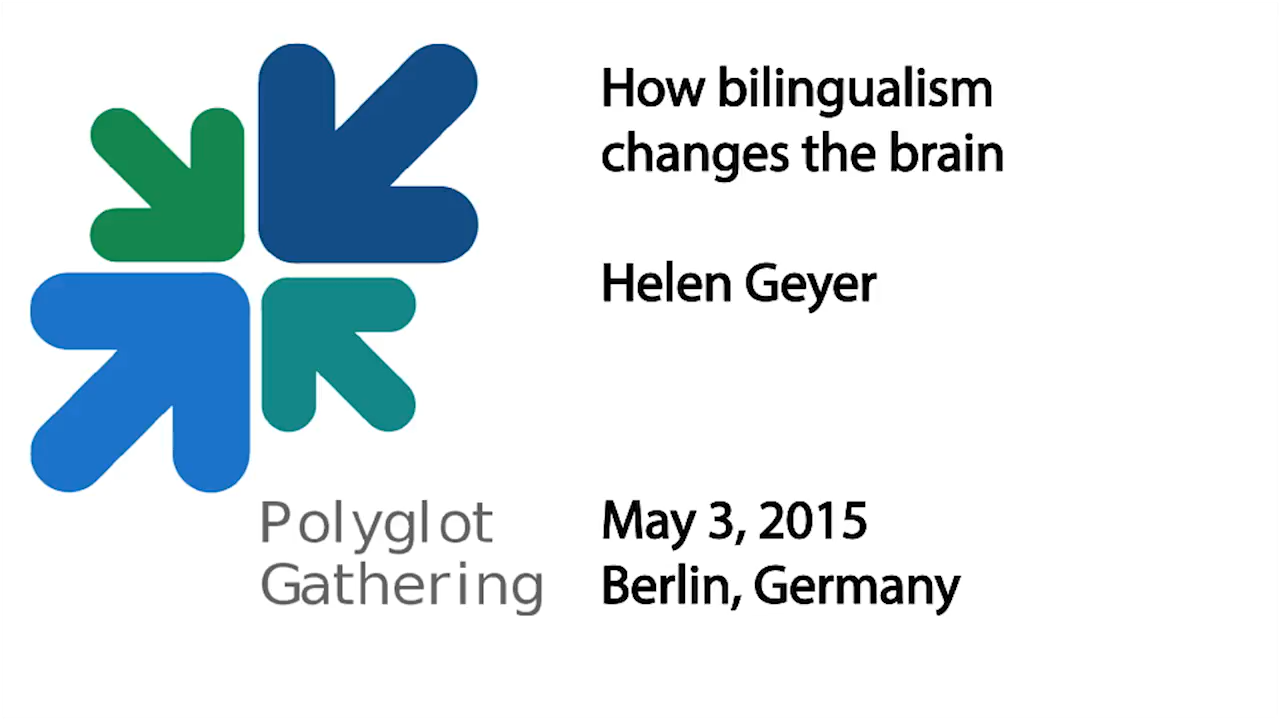 How bilingualism
changes the brain
Helen Geyer
Polyglot
Gathering
May 3, 2015
Berlin, Germany